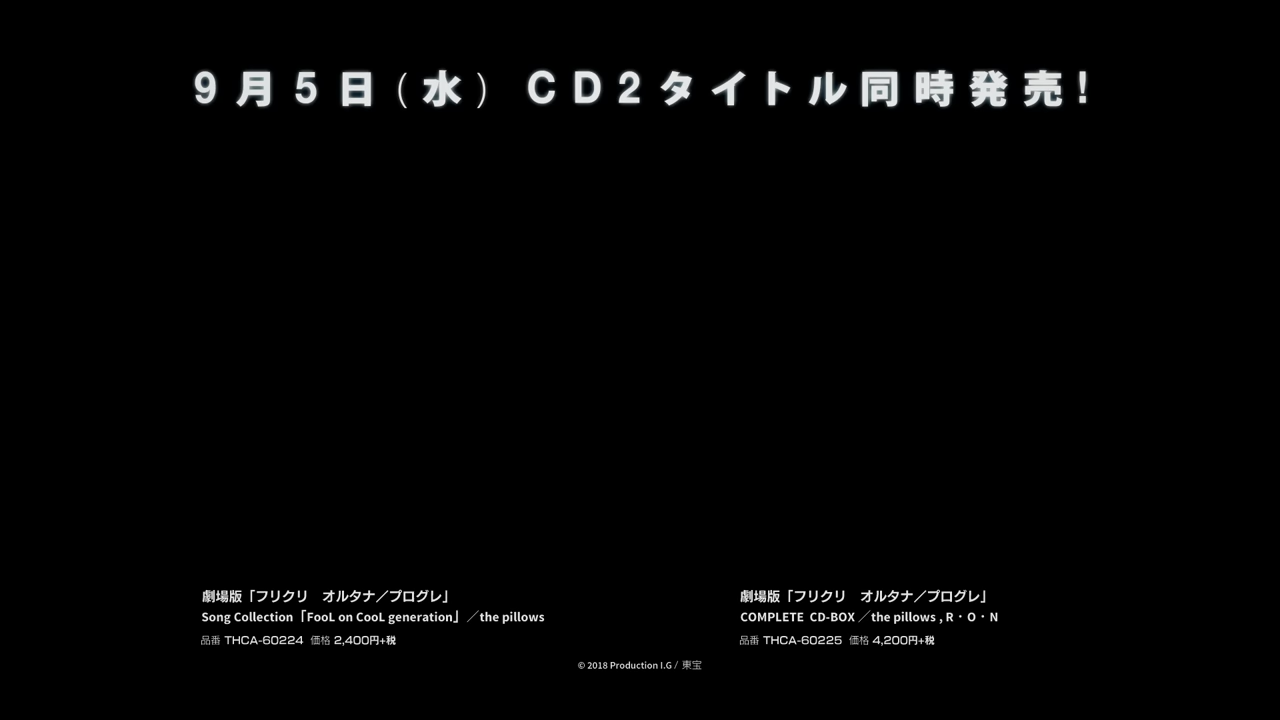 9月5日(水) CD2タイトル同時発売!
劇場版「フリクリ　オルタナ／プログレ」
Song Collection「FooL on CooL generation」／the pillows
品番 THCA-60224 価格 2,400円+税
劇場版「フリクリ　オルタナ／プログレ」
COMPLETE CD-BOX ／the pillows , R・O・N
品番 THCA-60225 価格 4,200円+税
© 2018 Production I.G / 東宝